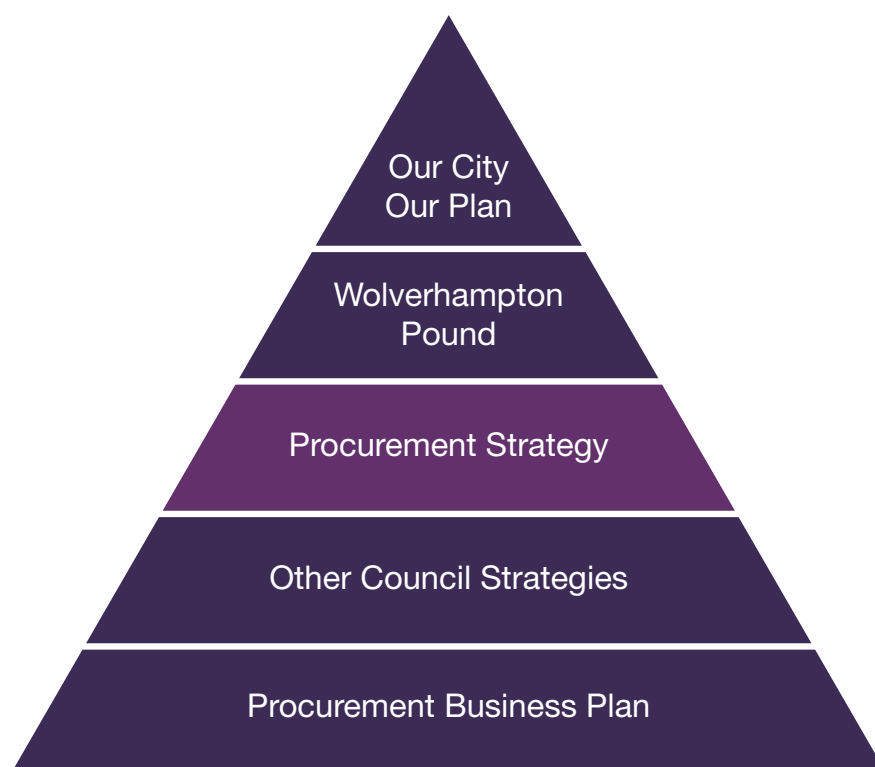 Our City
Our Plan
Wolverhampton
Pound
Procurement Strategy
Other Council Strategies
Procurement Business Plan